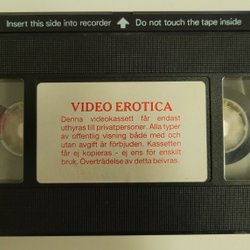 Insert this side into recorder ⬆ Do not touch the tape inside
VIDEO EROTICA
Denna videokassett får endast
uthyras till privatpersoner. Alla typer
av offentlig visning både med och
utan avgift är förbjuden. Kassetten
får ej kopieras - ej ens för enskilt
bruk. Överträdelse av detta beivras.